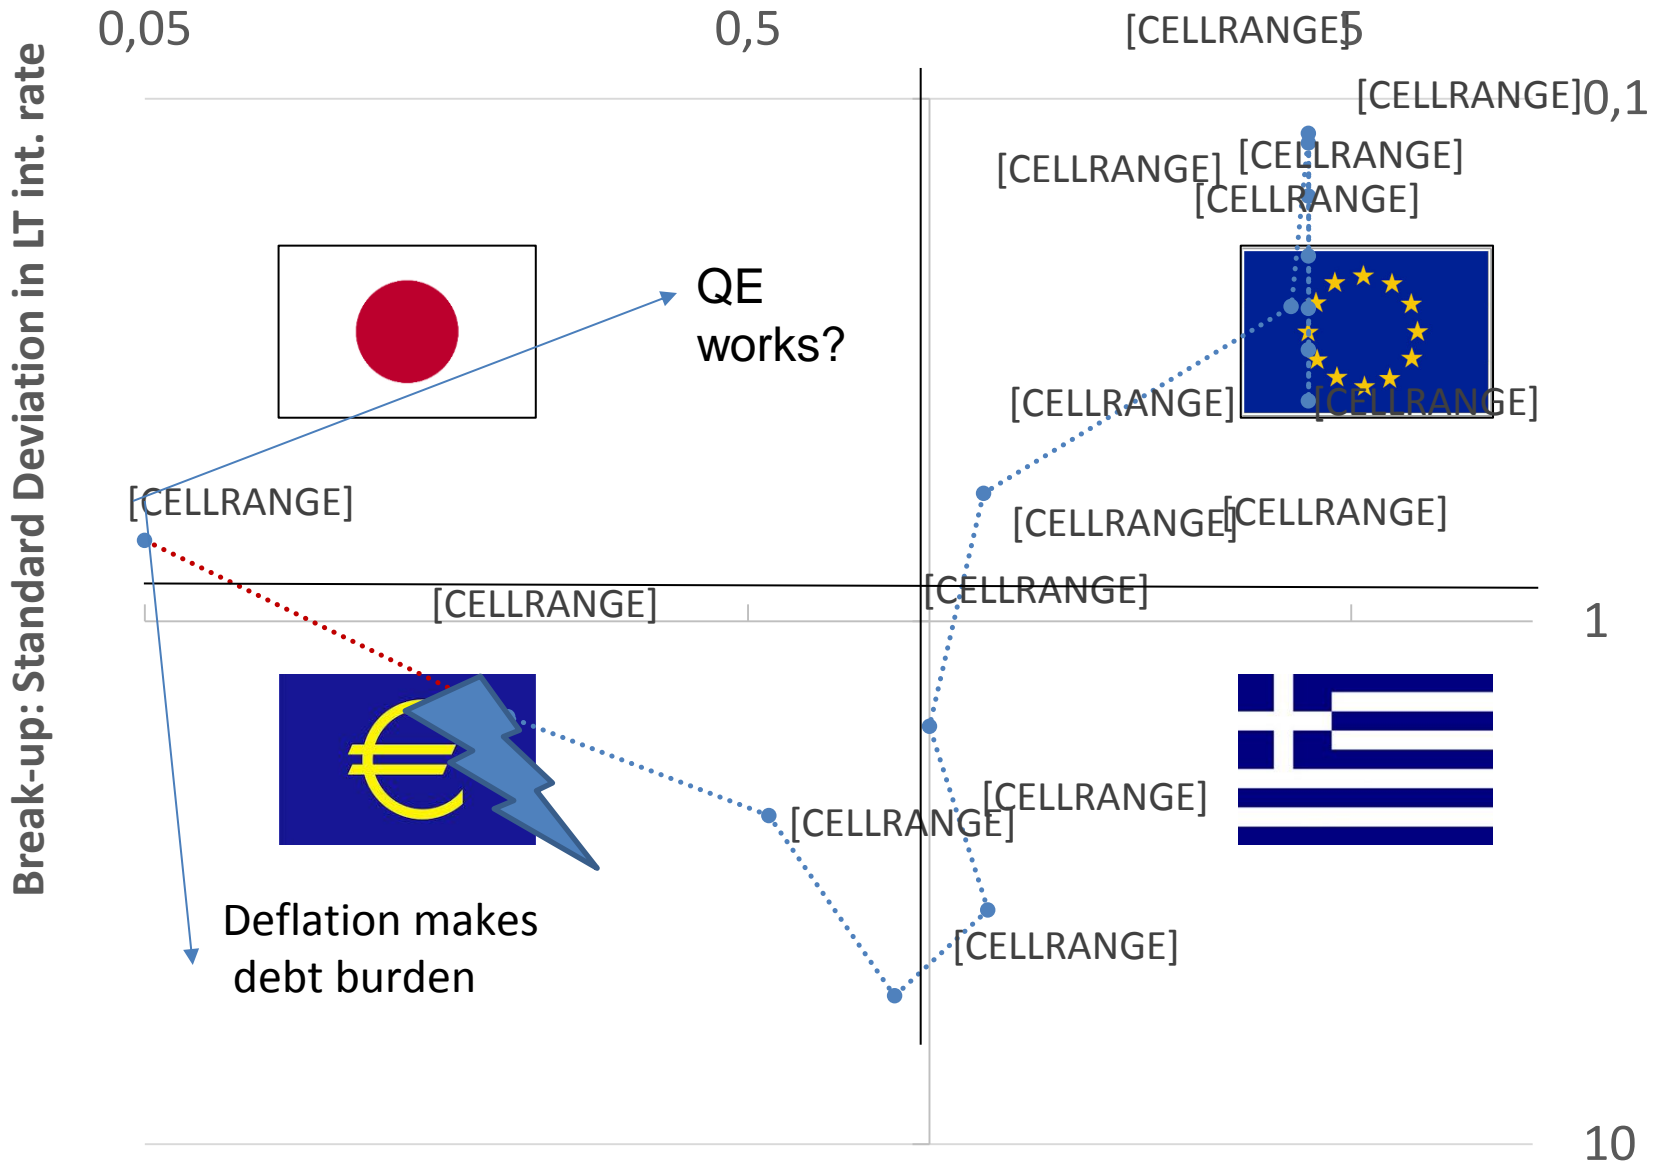 0,05
0,5
[CELLRANGE]
5
[CELLRANGE]
0,1
[CELLRANGE]
[CELLRANGE]
[CELLRANGE]
Break-up: Standard Deviation in LT int. rate
QE
works?
[CELLRANGE]
[CELLRANGE]
[CELLRANGE]
[CELLRANGE]
[CELLRANGE]
[CELLRANGE]
[CELLRANGE]
1
[CELLRANGE]
[CELLRANGE]
Deflation makes
debt burden
[CELLRANGE]
10